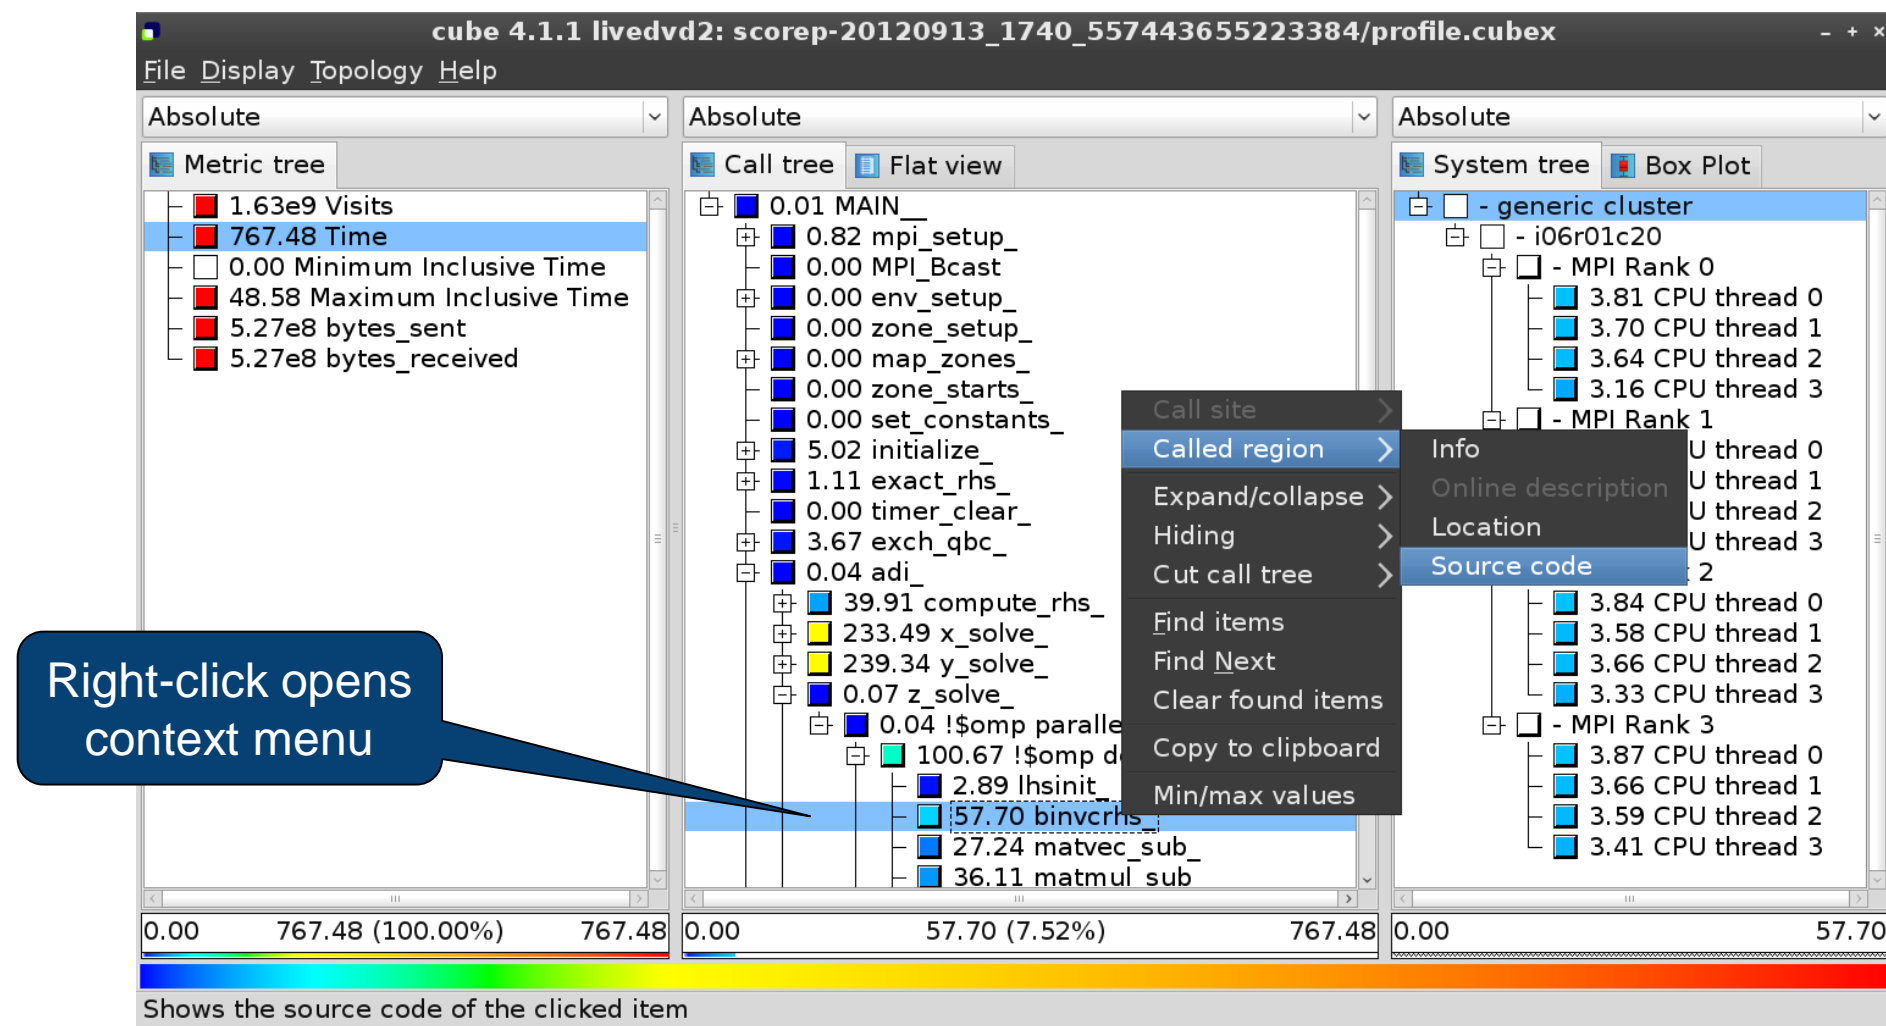 cube 4.1.1 livedvd2: scorep-20120913_1740_557443655223384/profile.cubex
File Display Topology Help
Absolute
Metric tree
1.63e9 Visits
767.48 Time
0.00 Minimum Inclusive Time
48.58 Maximum Inclusive Time
5.27e8 bytes_sent
5.27e8 bytes_received
0.00 767.48 (100.00%) 767.48
Right-click opens
context menu
Absolute
Call tree Flat view
0.01 MAIN__
0.82 mpi_setup_
0.00 MPI_Bcast
0.00 env_setup_
0.00 zone_setup_
0.00 map_zones_
0.00 zone_starts_
0.00 set_constants_
5.02 initialize_
1.11 exact_rhs_
0.00 timer_clear_
3.67 exch_qbc_
0.04 adi_
39.91 compute_rhs_
233.49 x_solve_
239.34 y_solve_
0.07 z_solve_
0.04 !$omp paralle
100.67 !$omp d
2.89 lhsinit_
57.70 binvcrhs_
27.24 matvec_sub_
36.11 matmul_sub
0.00 57.70 (7.52%) 767.48
Call site
Called region
Expand/collapse
Hiding
Cut call tree
Find items
Find Next
Clear found items
Copy to clipboard
Min/max values
Info
Online description
Location
Source code
Absolute
System tree Box Plot
- generic cluster
- i06r01c20
- MPI Rank 0
3.81 CPU thread 0
3.70 CPU thread 1
3.64 CPU thread 2
3.16 CPU thread 3
- MPI Rank 1
U thread 0
U thread 1
U thread 2
U thread 3
2
3.84 CPU thread 0
3.58 CPU thread 1
3.66 CPU thread 2
3.33 CPU thread 3
- MPI Rank 3
3.87 CPU thread 0
3.66 CPU thread 1
3.59 CPU thread 2
3.41 CPU thread 3
0.00 57.70
Shows the source code of the clicked item